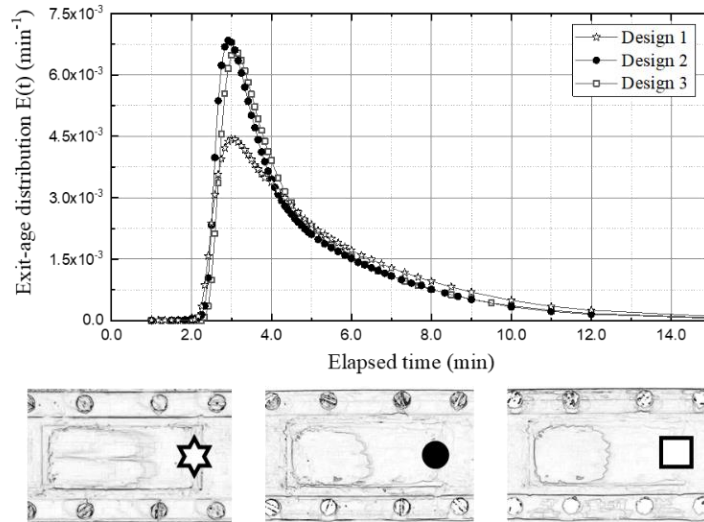 Exit-age distribution E(t) (min⁻¹)
7.5x10⁻³
6.0x10⁻³
4.5x10⁻³
3.0x10⁻³
1.5x10⁻³
0.0
Design 1
Design 2
Design 3
0.0 2.0 4.0 6.0 8.0 10.0 12.0 14.0
Elapsed time (min)